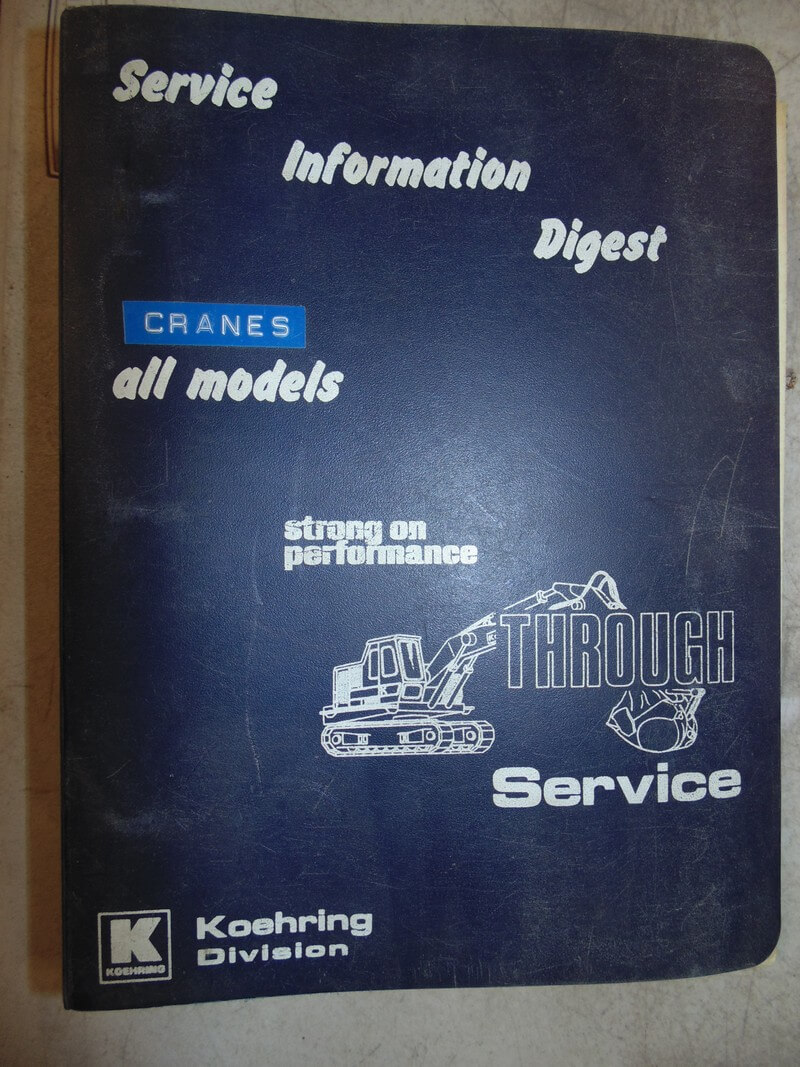 Service
Information
Digest
CRANES
all models
strong on
performance
THROUGH
Service
K
KOEHRING
Koehring
Division